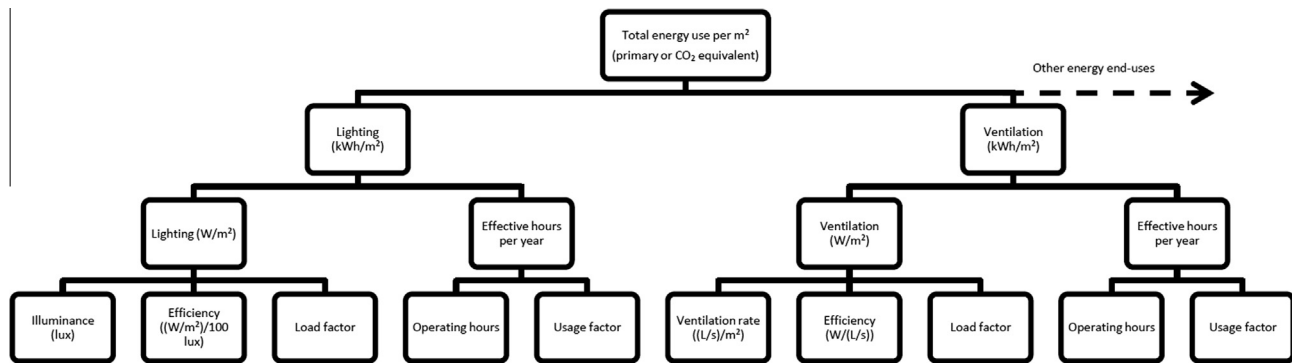 Total energy use per m²
(primary or CO₂ equivalent)
Other energy end-uses
Lighting
(kWh/m²)
Ventilation
(kWh/m²)
Lighting (W/m²)
Effective hours
per year
Ventilation
(W/m²)
Effective hours
per year
Illuminance
(lux)
Efficiency
((W/m²)/100
lux)
Load factor
Operating hours
Usage factor
Ventilation rate
((L/s)/m²)
Efficiency
(W/(L/s))
Load factor
Operating hours
Usage factor